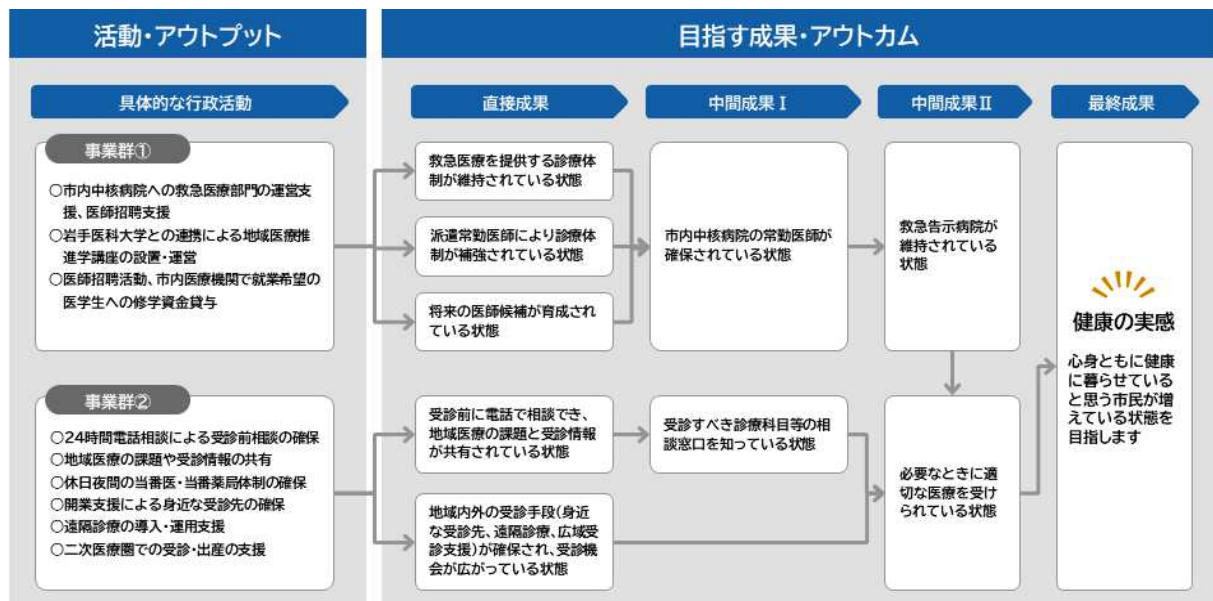 活動・アウトプット
目指す成果・アウトカム
具体的な行政活動
直接成果
中間成果Ⅰ
中間成果Ⅱ
最終成果
事業群①
○市内中核病院への救急医療部門の運営支
援、医師招聘支援
○岩手医科大学との連携による地域医療推
進学講座の設置・運営
○医師招聘活動、市内医療機関で就業希望の
医学生への修学資金貸与
救急医療を提供する診療体
制が維持されている状態
派遣常勤医師により診療体
制が補強されている状態
将来の医師候補が育成され
ている状態
市内中核病院の常勤医師が
確保されている状態
救急告示病院が
維持されている
状態
事業群②
○24時間電話相談による受診前相談の確保
○地域医療の課題や受診情報の共有
○休日夜間の当番医・当番薬局体制の確保
○開業支援による身近な受診先の確保
○遠隔診療の導入・運用支援
○二次医療圏での受診・出産の支援
受診前に電話で相談でき、
地域医療の課題と受診情報
が共有されている状態
地域内外の受診手段(身近
な受診先、遠隔診療、広域受
診支援)が確保され、受診機
会が広がっている状態
受診すべき診療科目等の相
談窓口を知っている状態
必要なときに適
切な医療を受け
られている状態
健康の実感
心身ともに健康
に暮らせている
と思う市民が増
えている状態を
目指します